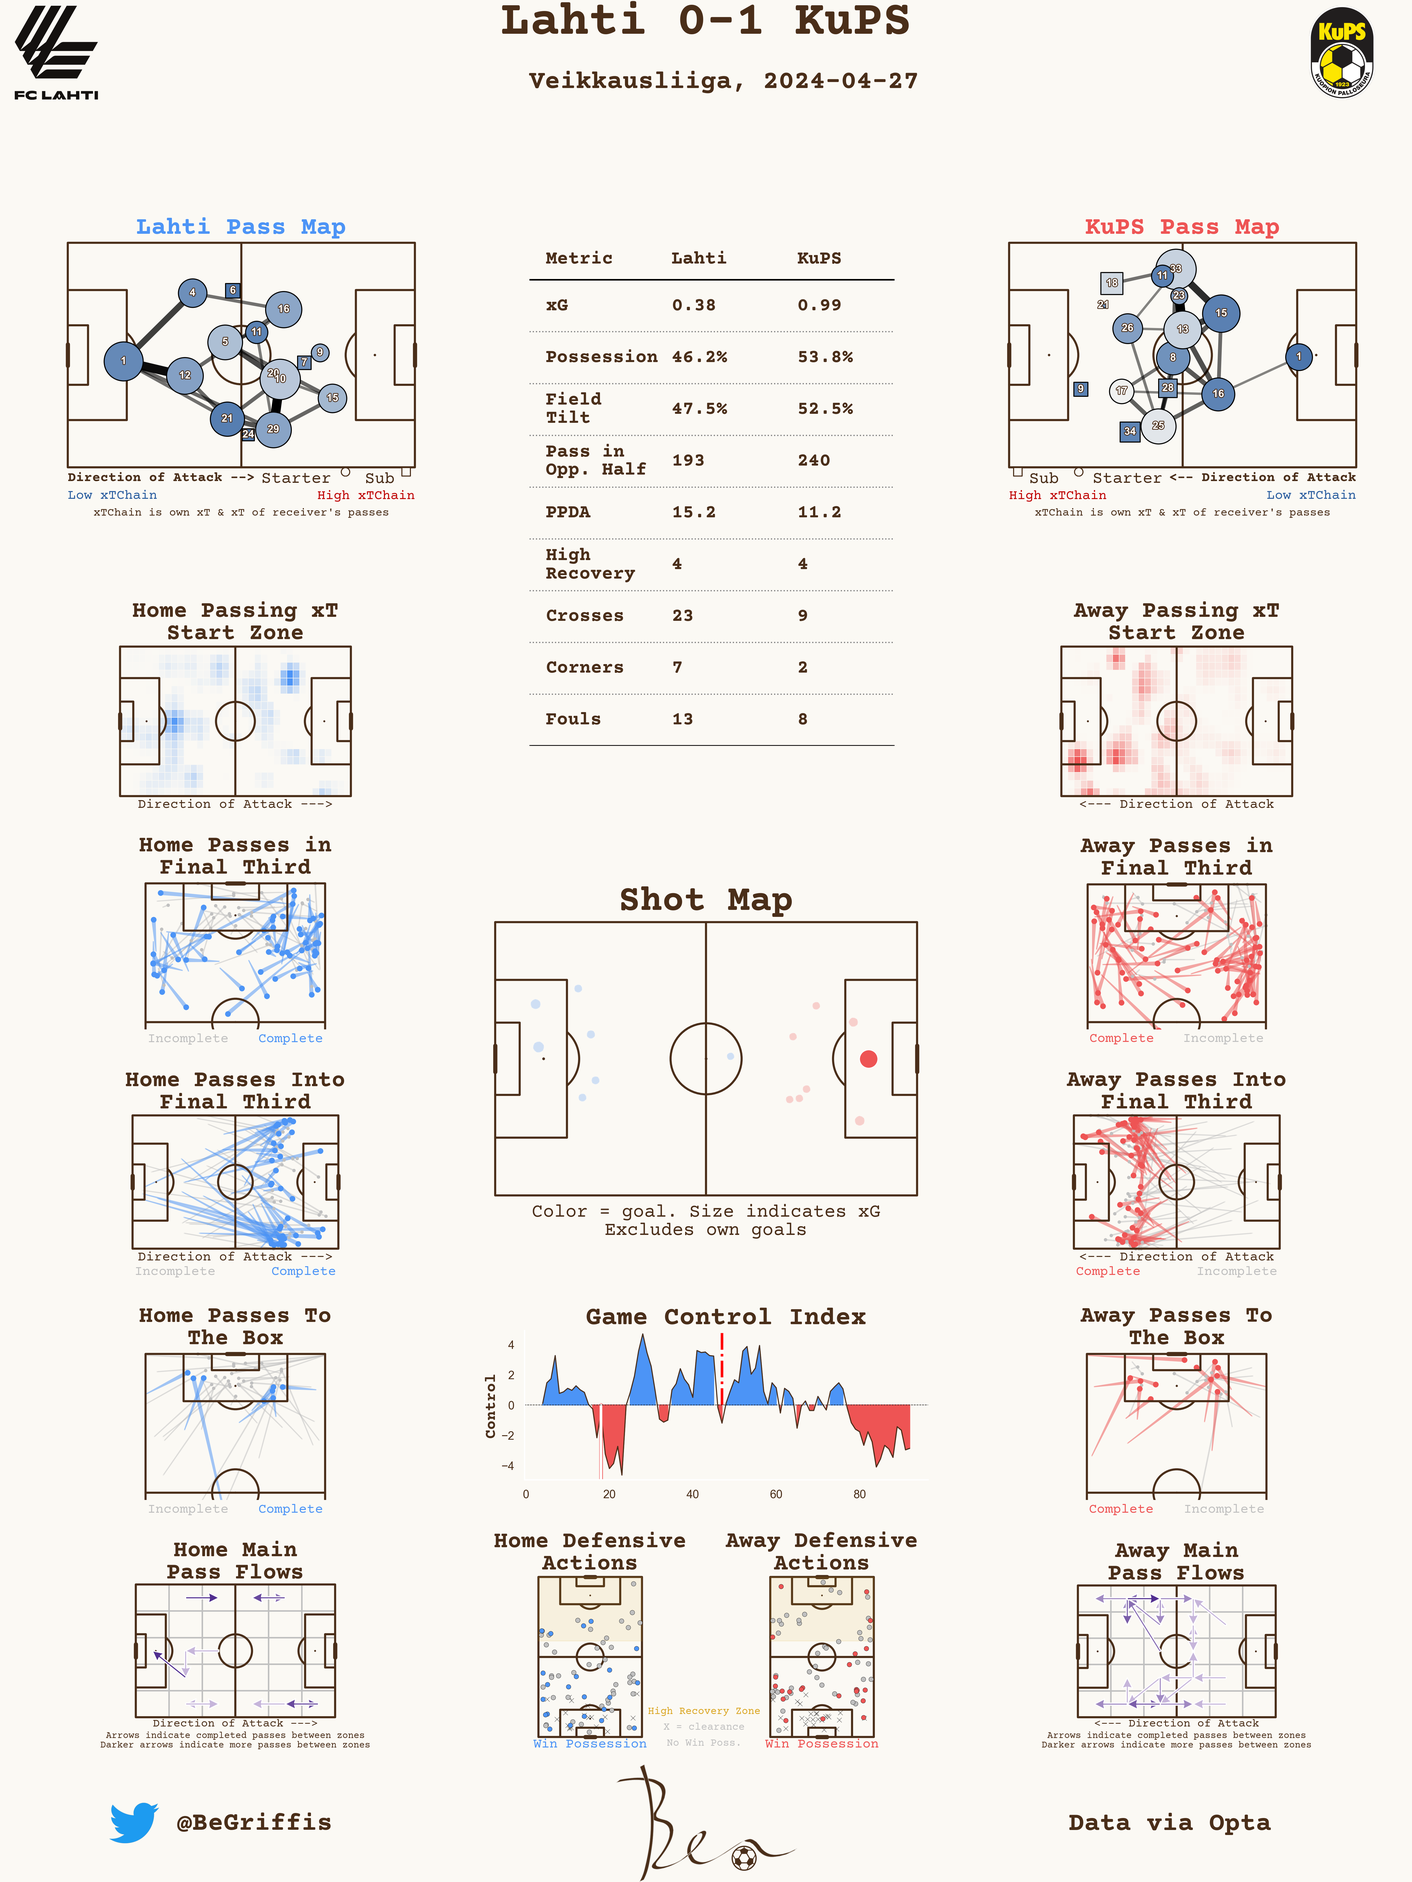 Lahti 0-1 KuPS
Veikkausliiga, 2024-04-27
FC LAHTI
KuPS
KUOPION PALLOSEURA
1923
Lahti Pass Map
4
6
16
11
5
9
1
7
12
20
10
15
21
29
24
Direction of Attack --> Starter Sub
Low xTChain High xTChain
xTChain is own xT & xT of receiver's passes
Metric Lahti KuPS
xG 0.38 0.99
Possession 46.2% 53.8%
Field
Tilt 47.5% 52.5%
Pass in
Opp. Half 193 240
PPDA 15.2 11.2
High
Recovery 4 4
Crosses 23 9
Corners 7 2
Fouls 13 8
KuPS Pass Map
33
11
18
23
21
15
26
13
8
1
9
17
28
16
25
34
Sub Starter <-- Direction of Attack
High xTChain Low xTChain
xTChain is own xT & xT of receiver's passes
Home Passing xT
Start Zone
Direction of Attack --->
Away Passing xT
Start Zone
<--- Direction of Attack
Home Passes in
Final Third
Incomplete Complete
Away Passes in
Final Third
Complete Incomplete
Shot Map
Color = goal. Size indicates xG
Excludes own goals
Home Passes Into
Final Third
Direction of Attack --->
Incomplete Complete
Away Passes Into
Final Third
<--- Direction of Attack
Complete Incomplete
Home Passes To
The Box
Incomplete Complete
Game Control Index
Control
4
2
0
−2
−4
0 20 40 60 80
Away Passes To
The Box
Complete Incomplete
Home Main
Pass Flows
Direction of Attack --->
Arrows indicate completed passes between zones
Darker arrows indicate more passes between zones
Home Defensive
Actions
Win Possession
High Recovery Zone
X = clearance
No Win Poss.
Away Defensive
Actions
Win Possession
Away Main
Pass Flows
<--- Direction of Attack
Arrows indicate completed passes between zones
Darker arrows indicate more passes between zones
@BeGriffis
Ben
Data via Opta